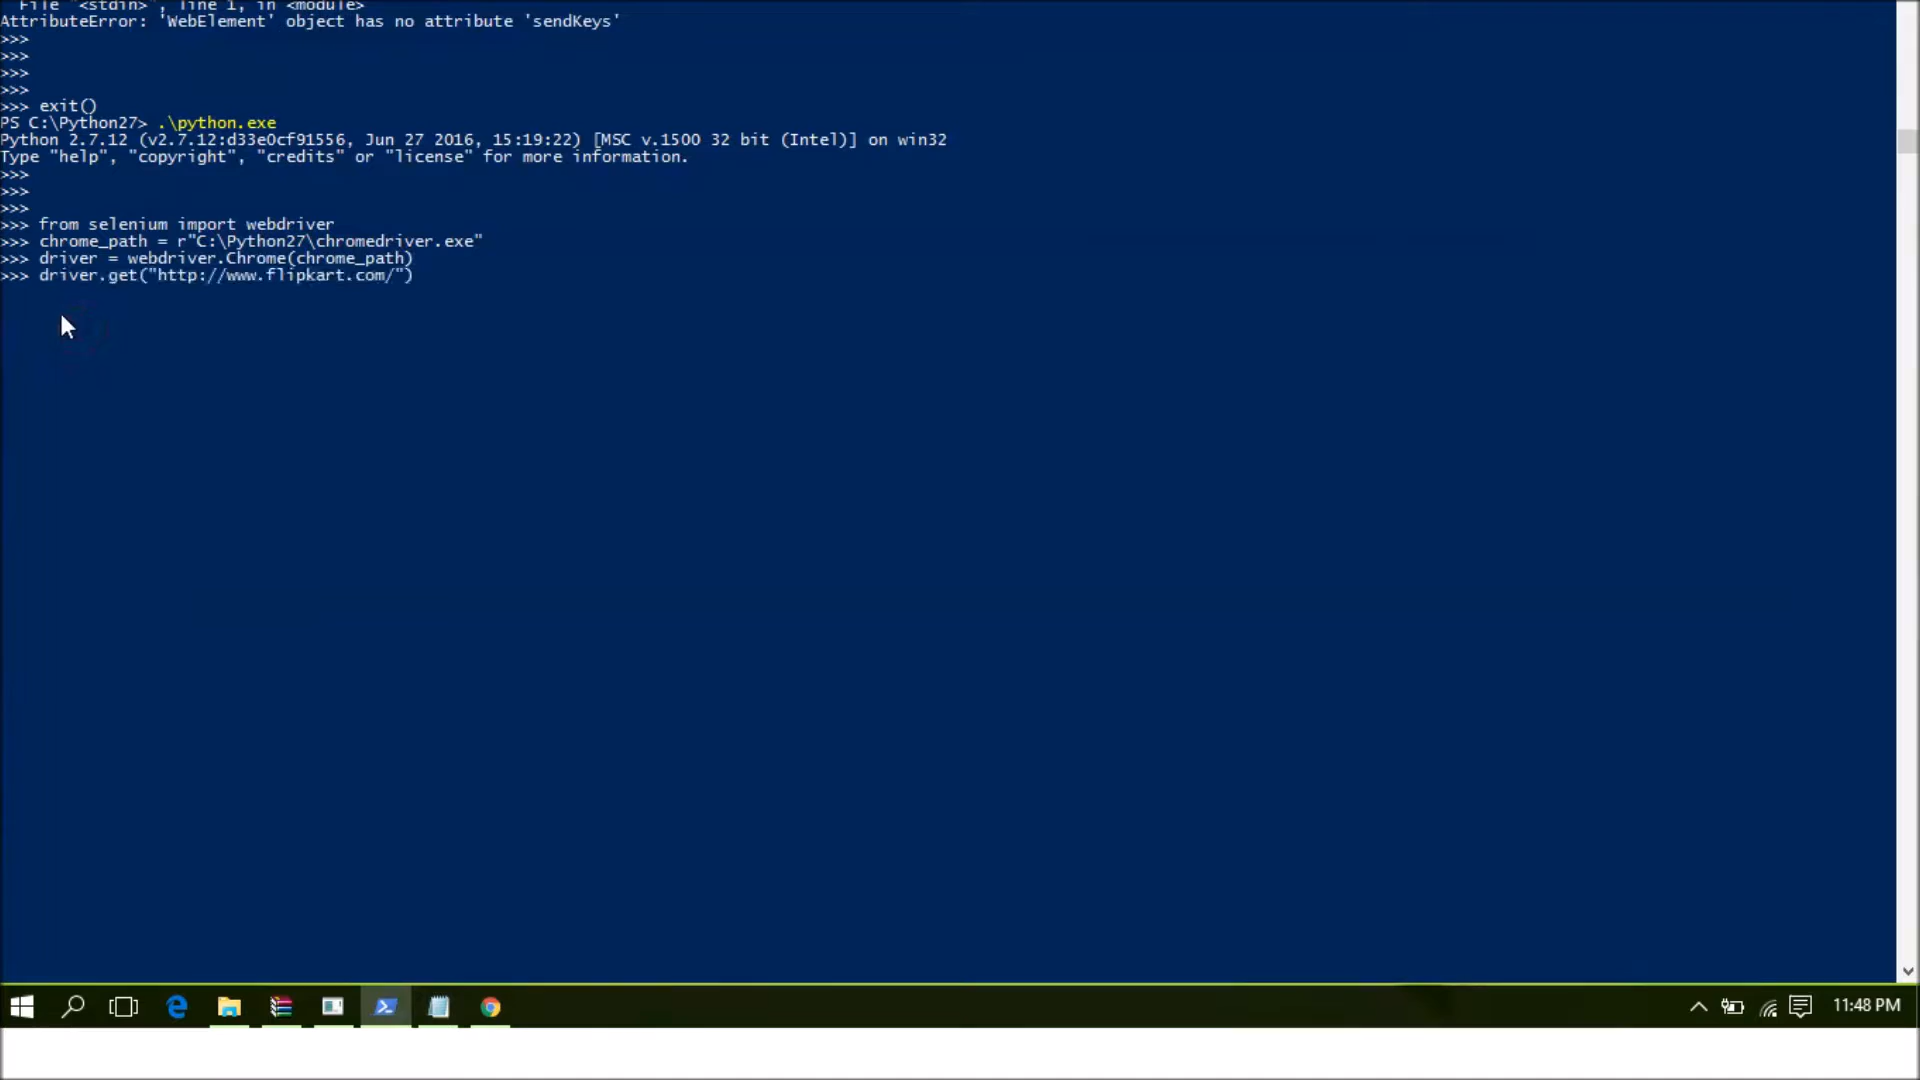 File "<stdin>", line 1, in <module>
AttributeError: 'WebElement' object has no attribute 'sendKeys'
>>>
>>>
>>>
>>>
>>> exit()
PS C:\Python27> .\python.exe
Python 2.7.12 (v2.7.12:d33e0cf91556, Jun 27 2016, 15:19:22) [MSC v.1500 32 bit (Intel)] on win32
Type "help", "copyright", "credits" or "license" for more information.
>>>
>>>
>>>
>>> from selenium import webdriver
>>> chrome_path = r"C:\Python27\chromedriver.exe"
>>> driver = webdriver.Chrome(chrome_path)
>>> driver.get("http://www.flipkart.com/")
11:48 PM